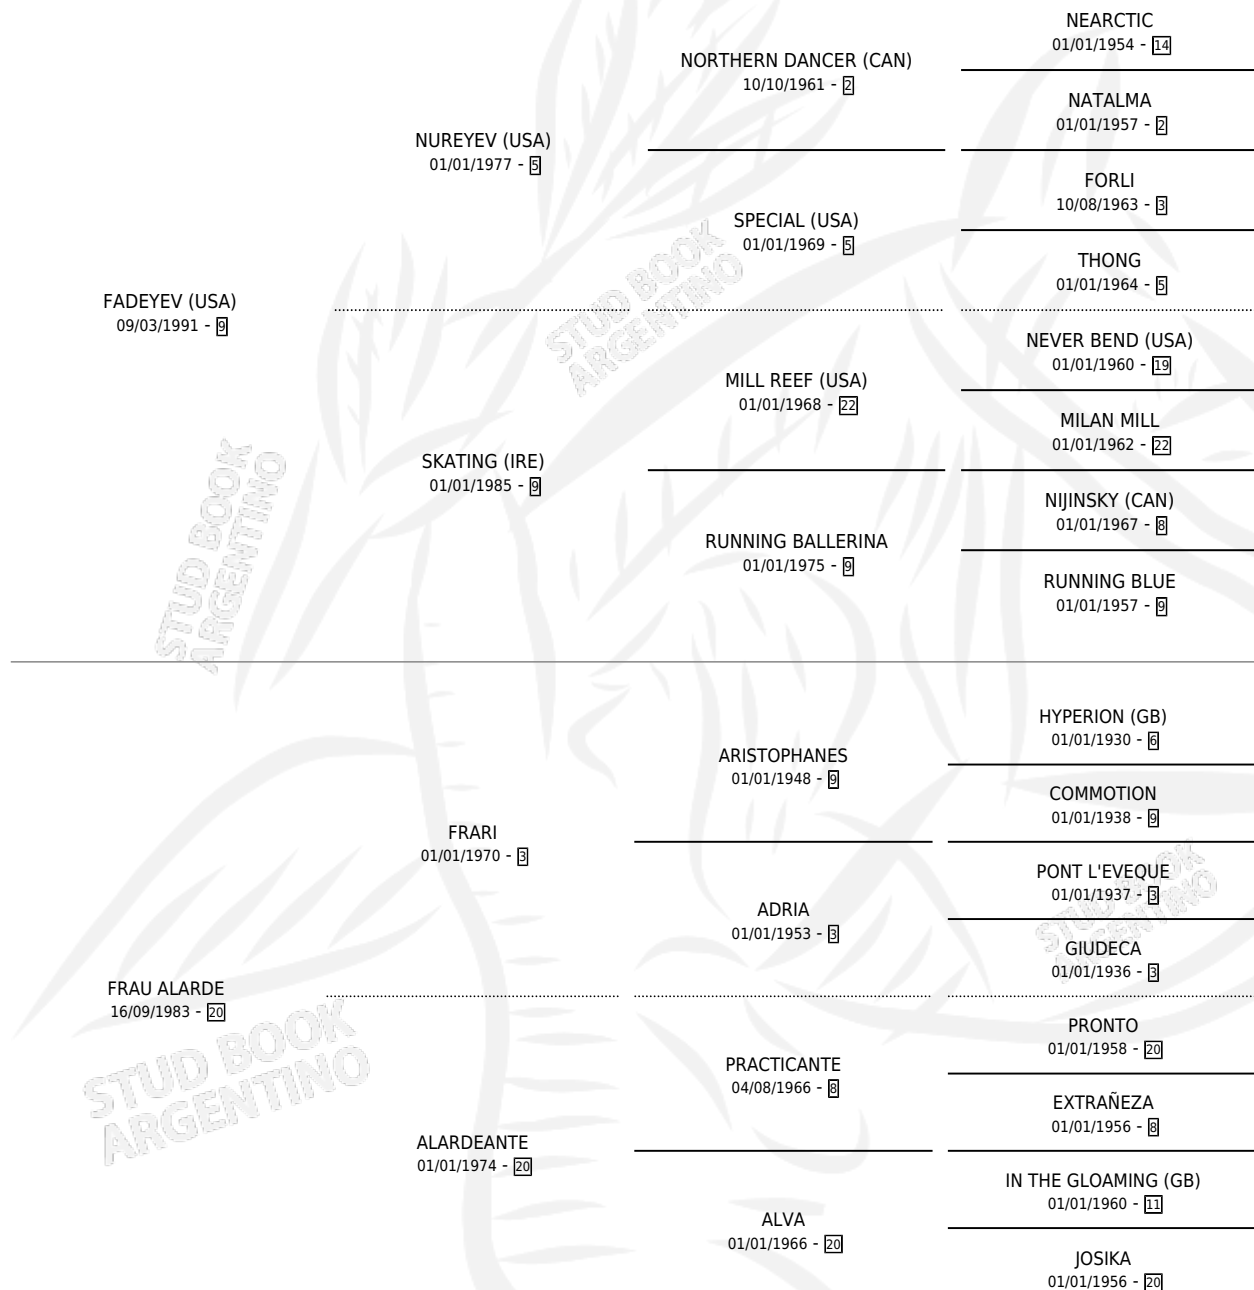 NEARCTIC
01/01/1954 - 14
NORTHERN DANCER (CAN)
10/10/1961 - 2
NATALMA
01/01/1957 - 2
NUREYEV (USA)
01/01/1977 - 5
FORLI
10/08/1963 - 3
SPECIAL (USA)
01/01/1969 - 5
THONG
01/01/1964 - 5
FADEYEV (USA)
09/03/1991 - 9
STUD BOOK
ARGENTINO
NEVER BEND (USA)
01/01/1960 - 19
MILL REEF (USA)
01/01/1968 - 22
MILAN MILL
01/01/1962 - 22
SKATING (IRE)
01/01/1985 - 9
NIJINSKY (CAN)
01/01/1967 - 8
RUNNING BALLERINA
01/01/1975 - 9
RUNNING BLUE
01/01/1957 - 9
STUD BOOK
ARGENTINO
HYPERION (GB)
01/01/1930 - 6
ARISTOPHANES
01/01/1948 - 9
COMMOTION
01/01/1938 - 9
FRARI
01/01/1970 - 3
PONT L'EVEQUE
01/01/1937 - 3
ADRIA
01/01/1953 - 3
GIUDECA
01/01/1936 - 3
STUD BOOK
ARGENTINO
FRAU ALARDE
16/09/1983 - 20
PRONTO
01/01/1958 - 20
PRACTICANTE
04/08/1966 - 8
EXTRAÑEZA
01/01/1956 - 8
STUD BOOK
ARGENTINO
ALARDEANTE
01/01/1974 - 20
IN THE GLOAMING (GB)
01/01/1960 - 11
ALVA
01/01/1966 - 20
JOSIKA
01/01/1956 - 20